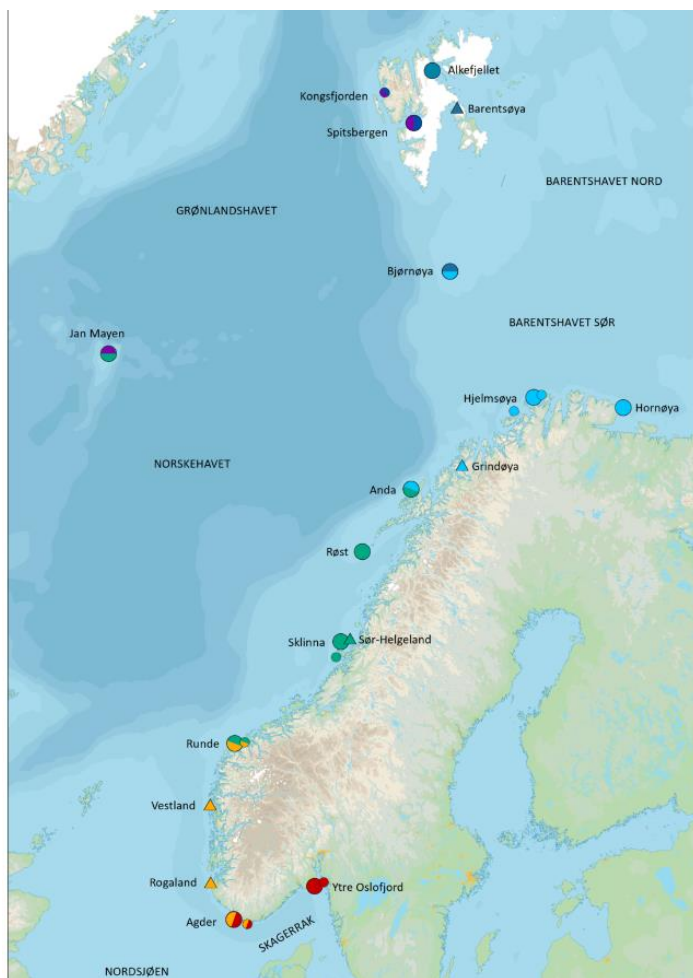 Alkefjellet
Kongsfjorden
Barentsøya
Spitsbergen
BARENTSHAVET NORD
GRØNLANDSHAVET
Bjørnøya
BARENTSHAVET SØR
Jan Mayen
Hjelmsøya
Hornøya
NORSKEHAVET
Grindøya
Anda
Røst
Sklinna
Sør-Helgeland
Runde
Vestland
Rogaland
Ytre Oslofjord
Agder
SKAGERRAK
NORDSJØEN